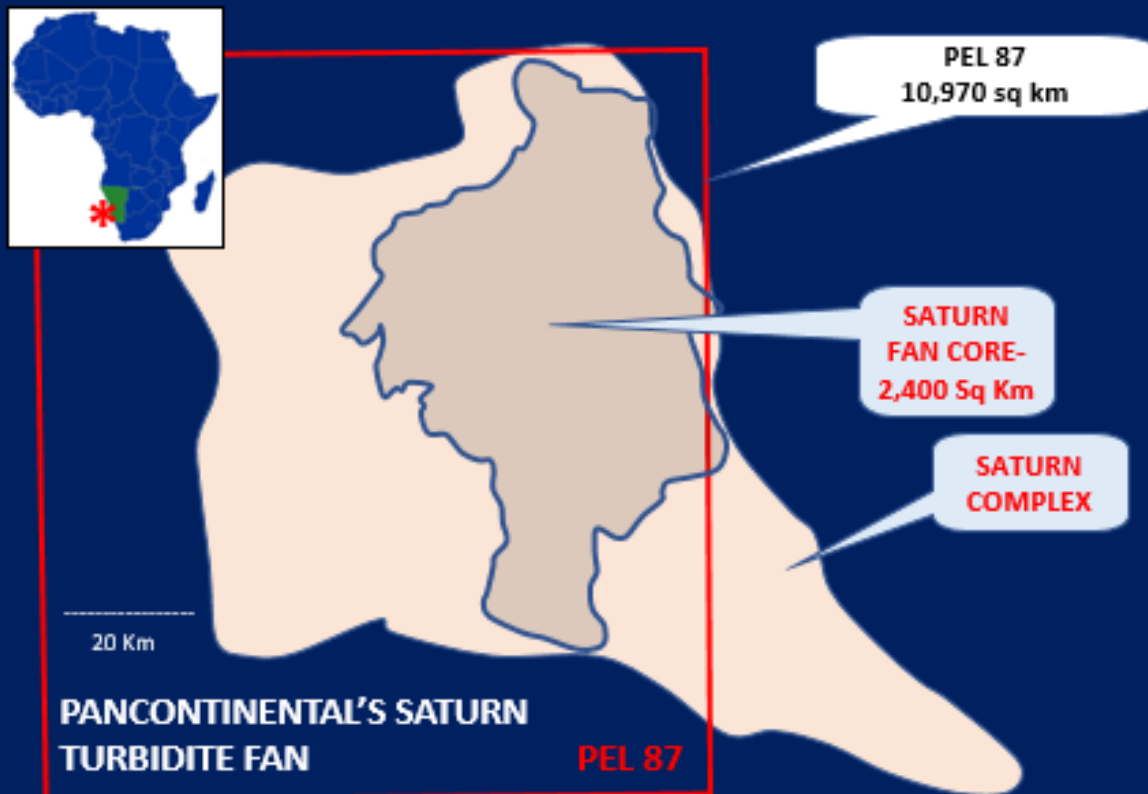 PEL 87
10,970 sq km
SATURN
FAN CORE-
2,400 Sq Km
SATURN
COMPLEX
20 Km
PANCONTINENTAL'S SATURN
TURBIDITE FAN
PEL 87